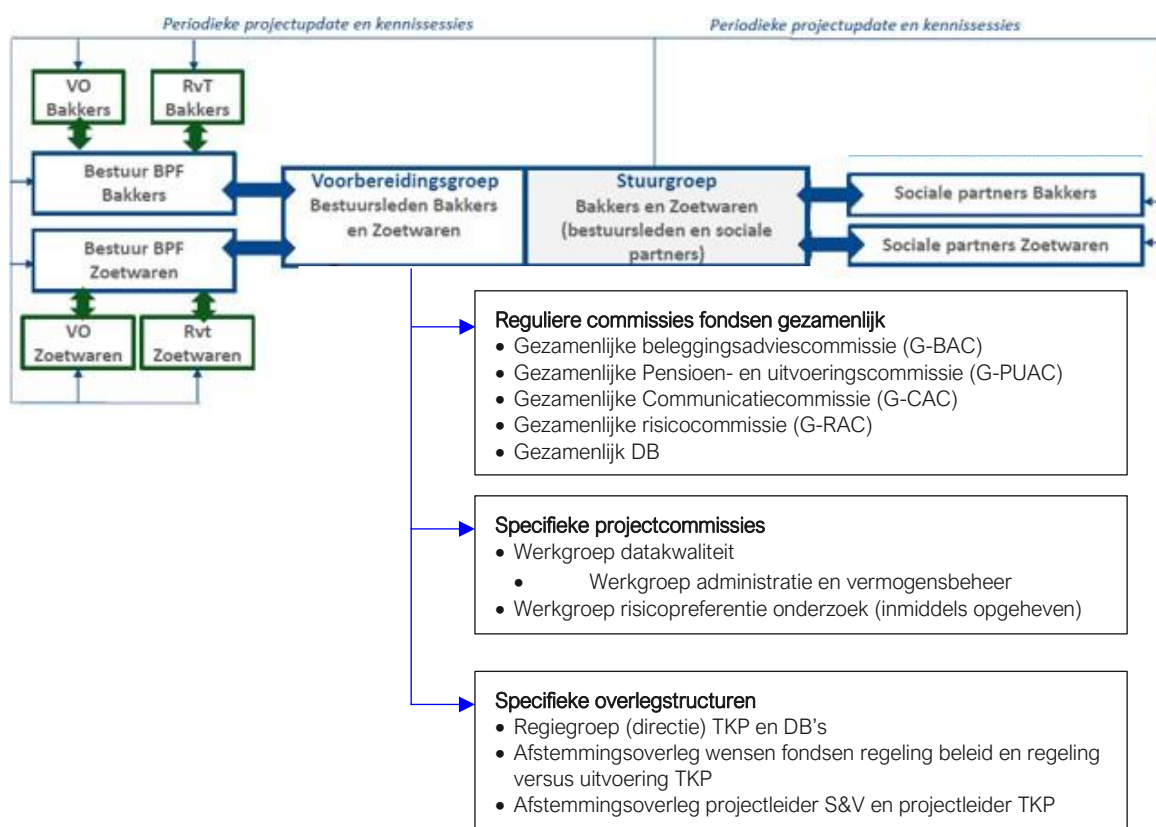 Periodieke projectupdate en kennissessies
Periodieke projectupdate en kennissessies
VO
Bakkers
RvT
Bakkers
Bestuur BPF
Bakkers
Bestuur BPF
Zoetwaren
VO
Zoetwaren
Rvt
Zoetwaren
Voorbereidingsgroep
Bestuursleden Bakkers
en Zoetwaren
Stuurgroep
Bakkers en Zoetwaren
(bestuursleden en sociale
partners)
Sociale partners Bakkers
Sociale partners Zoetwaren
Reguliere commissies fondsen gezamenlijk
• Gezamenlijke beleggingsadviescommissie (G-BAC)
• Gezamenlijke Pensioen- en uitvoeringscommissie (G-PUAC)
• Gezamenlijke Communicatiecommissie (G-CAC)
• Gezamenlijke risicocommissie (G-RAC)
• Gezamenlijk DB
Specifieke projectcommissies
• Werkgroep datakwaliteit
• Werkgroep administratie en vermogensbeheer
• Werkgroep risicopreferentie onderzoek (inmiddels opgeheven)
Specifieke overlegstructuren
• Regiegroep (directie) TKP en DB's
• Afstemmingsoverleg wensen fondsen regeling beleid en regeling
versus uitvoering TKP
• Afstemmingsoverleg projectleider S&V en projectleider TKP